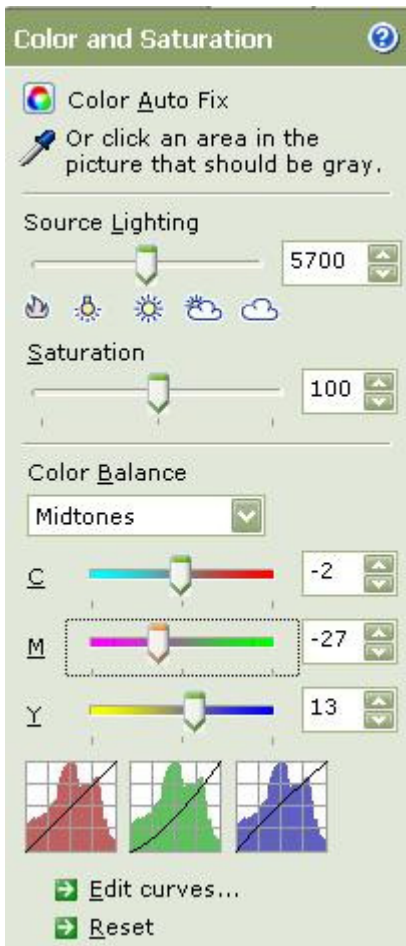 Color and Saturation
Color Auto Fix
Or click an area in the
picture that should be gray.
Source Lighting
5700
Saturation
100
Color Balance
Midtones
C
-2
M
-27
Y
13
Edit curves...
Reset